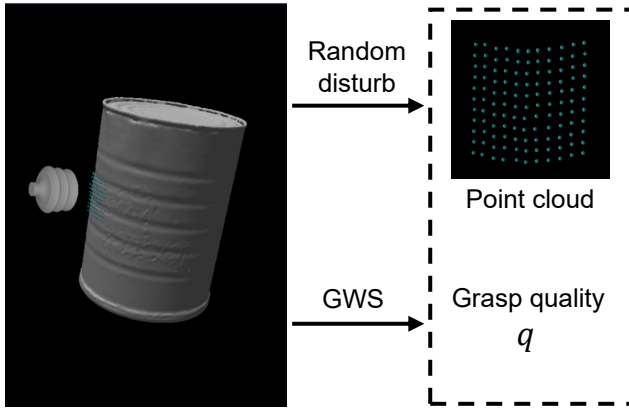 Random
disturb
Point cloud
GWS
Grasp quality
q